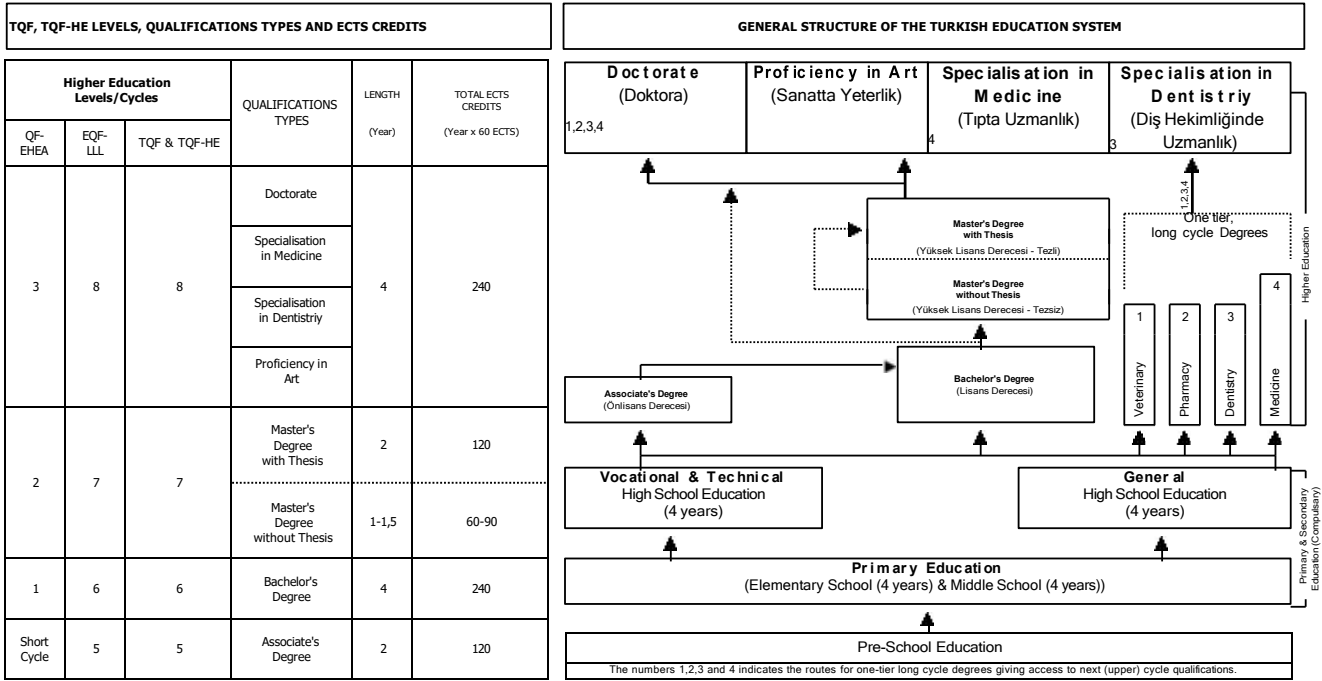 TQF, TQF-HE LEVELS, QUALIFICATIONS TYPES AND ECTS CREDITS
Higher Education
Levels/Cycles
QUALIFICATIONS
TYPES
LENGTH
(Year)
TOTAL ECTS
CREDITS
(Year x 60 ECTS)
QF-
EHEA
EQF-
LLL
TQF & TQF-HE
3
8
8
Doctorate
Specialisation
in Medicine
Specialisation
in Dentistriy
Proficiency in
Art
4
240
2
7
7
Master's
Degree
with Thesis
2
120
Master's
Degree
without Thesis
1-1,5
60-90
1
6
6
Bachelor's
Degree
4
240
Short
Cycle
5
5
Associate's
Degree
2
120
GENERAL STRUCTURE OF THE TURKISH EDUCATION SYSTEM
Doctorate
(Doktora)
1,2,3,4
Proficiency in Art
(Sanatta Yeterlik)
Specialisation in
Medicine
(Tıpta Uzmanlık)
4
Specialisation in
Dentistriy
(Diş Hekimliğinde
Uzmanlık)
3
1,2,3,4
One tier,
long cycle Degrees
Master's Degree
with Thesis
(Yüksek Lisans Derecesi - Tezli)
Master's Degree
without Thesis
(Yüksek Lisans Derecesi - Tezsiz)
Associate's Degree
(Önlisans Derecesi)
Bachelor's Degree
(Lisans Derecesi)
1
Veterinary
2
Pharmacy
3
Dentistry
4
Medicine
Higher Education
Vocational & Technical
High School Education
(4 years)
General
High School Education
(4 years)
Primary & Secondary
Education(Compulsary)
Primary Education
(Elementary School (4 years) & Middle School (4 years))
Pre-School Education
The numbers 1,2,3 and 4 indicates the routes for one-tier long cycle degrees giving access to next (upper) cycle qualifications.